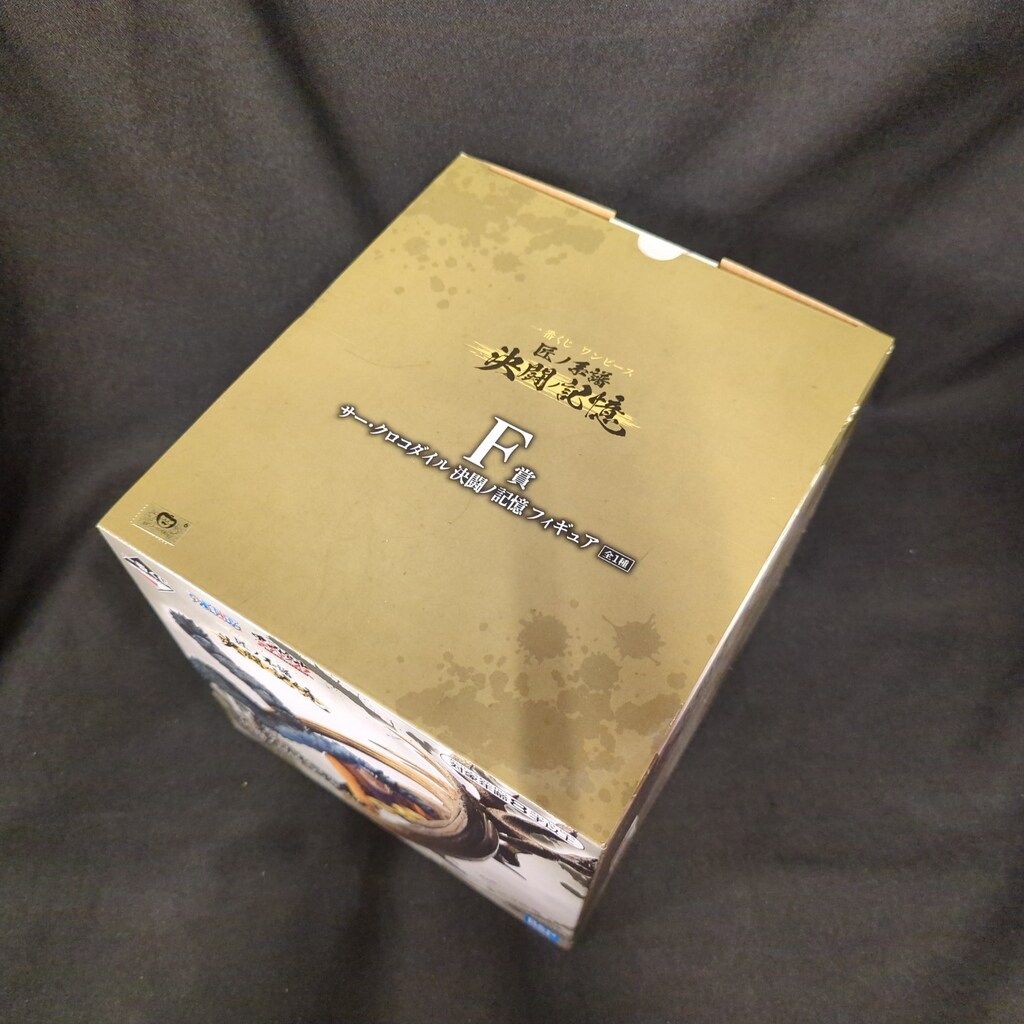 一番くじ ワンピース
匠ノ系譜
決闘ノ記憶
F賞
サー・クロコダイル 決闘ノ記憶 フィギュア 全1種